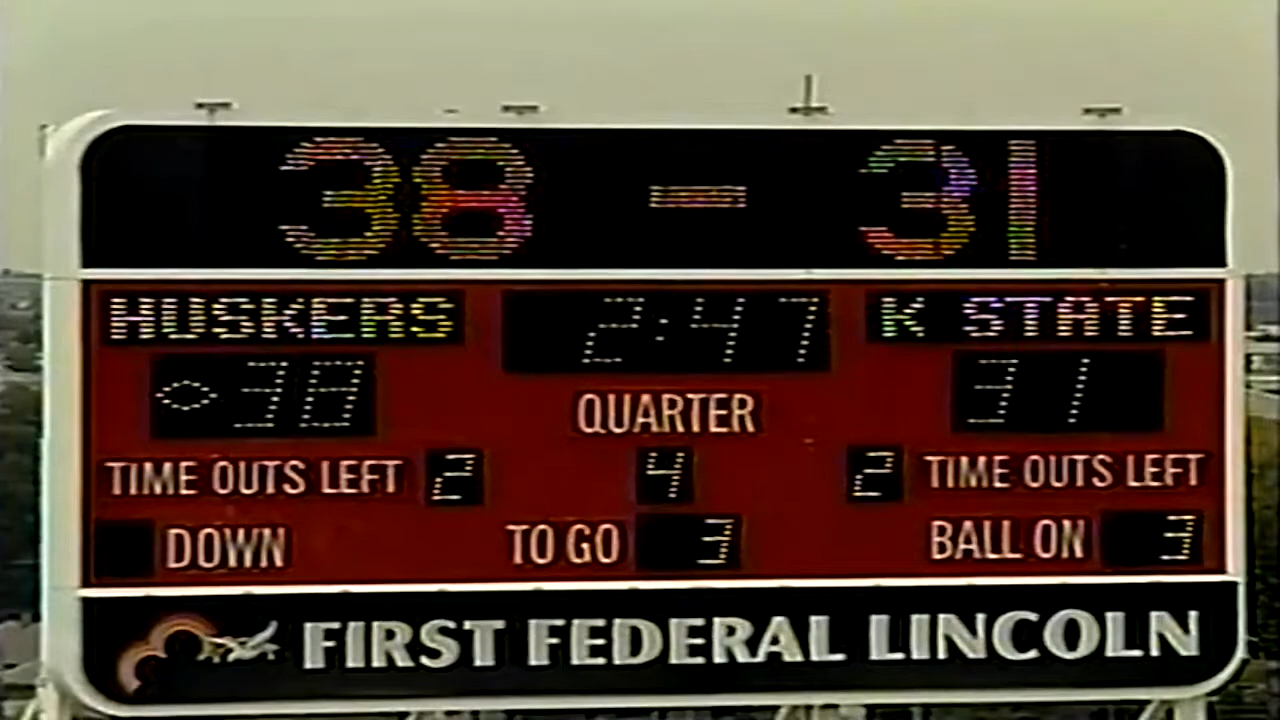 38 - 31
HUSKERS 2:47 K STATE
38 31
QUARTER
TIME OUTS LEFT 2 4 2 TIME OUTS LEFT
DOWN TO GO 3 BALL ON 3
FIRST FEDERAL LINCOLN